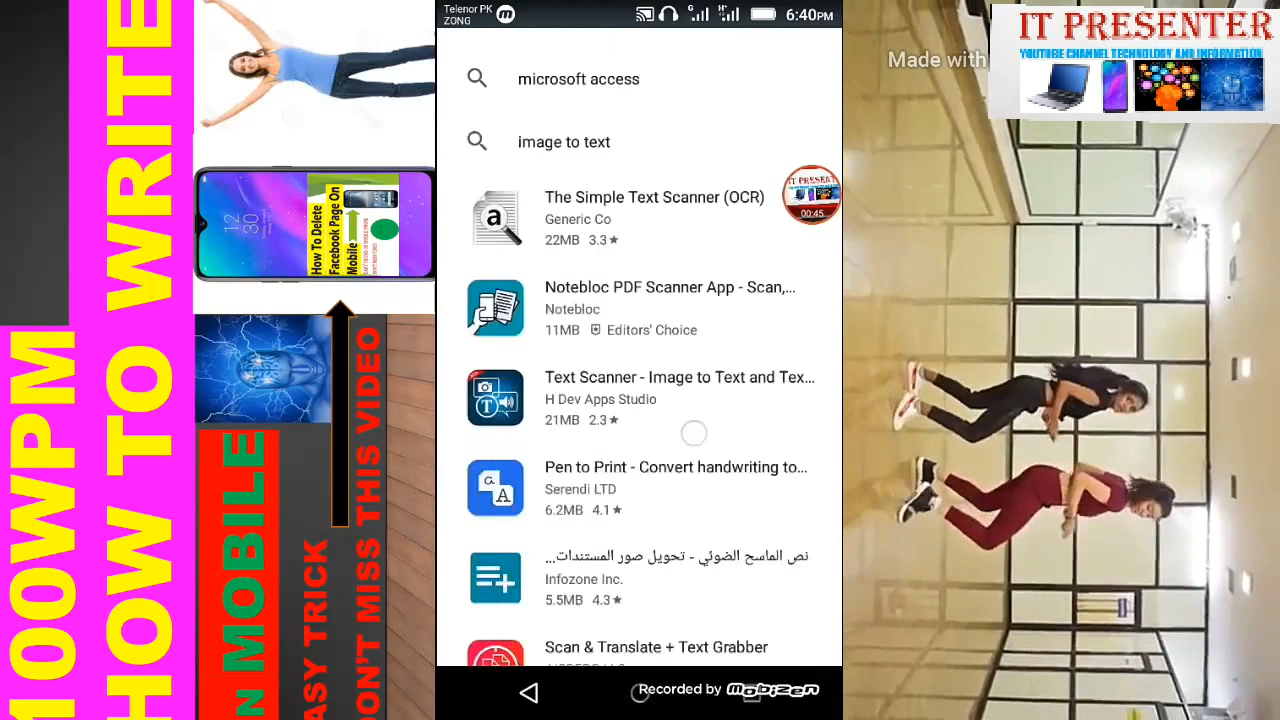 100WPM
HOW TO WRITE
MOBILE
ASY TRICK
DON'T MISS THIS VIDEO
12
30
How To Delete
Facebook Page On
Mobile
Telenor PK
ZONG
6:40PM
microsoft access
image to text
The Simple Text Scanner (OCR)
Generic Co
22MB 3.3★
IT PRESENTER
00:45
Notebloc PDF Scanner App - Scan,...
Notebloc
11MB Editors' Choice
Text Scanner - Image to Text and Tex...
H Dev Apps Studio
21MB 2.3★
Pen to Print - Convert handwriting to...
Serendi LTD
6.2MB 4.1★
نص الماسح الضوئي - تحويل صور المستندات...
Infozone Inc.
5.5MB 4.3★
Scan & Translate + Text Grabber
Recorded by mobizen
Made with
IT PRESENTER
YOUTUBE CHANNEL TECHNOLOGY AND INFORMATION